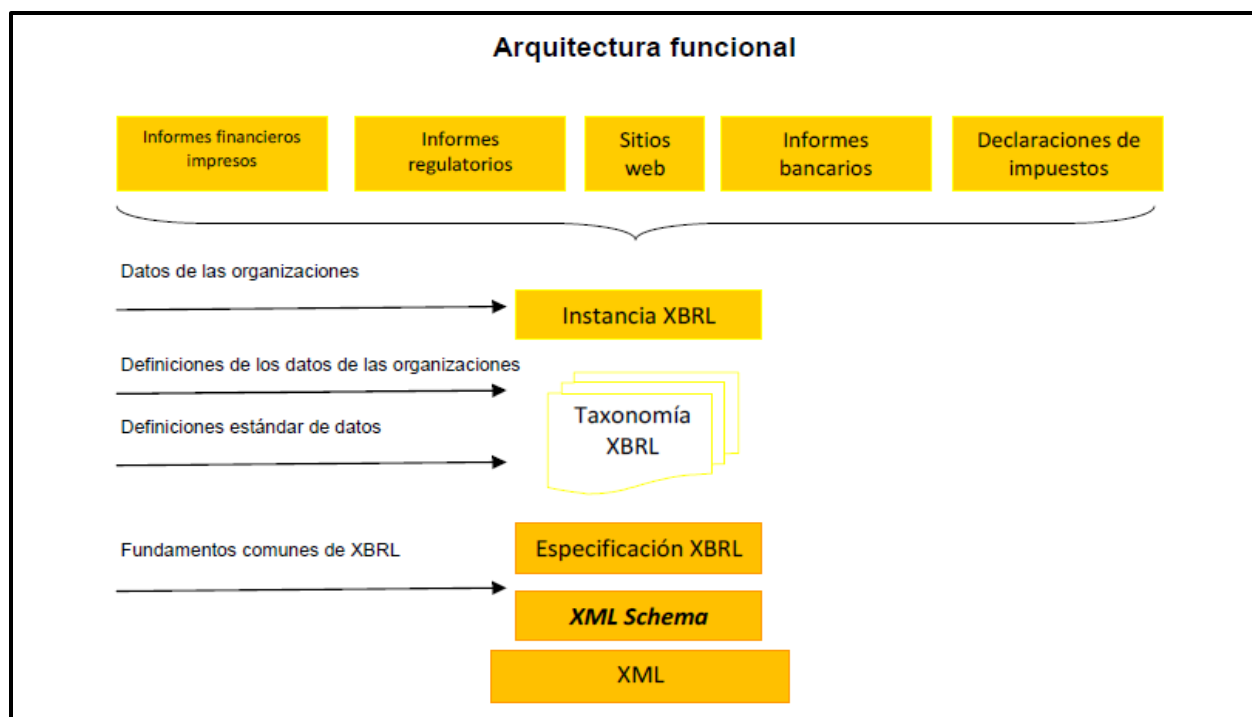 Arquitectura funcional
Informes financieros
impresos
Informes
regulatorios
Sitios
web
Informes
bancarios
Declaraciones de
impuestos
Datos de las organizaciones
Instancia XBRL
Definiciones de los datos de las organizaciones
Definiciones estándar de datos
Taxonomía
XBRL
Fundamentos comunes de XBRL
Especificación XBRL
XML Schema
XML